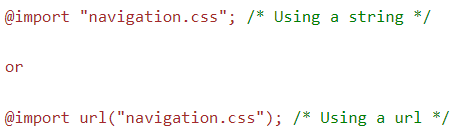 @import "navigation.css"; /* Using a string */
or
@import url("navigation.css"); /* Using a url */